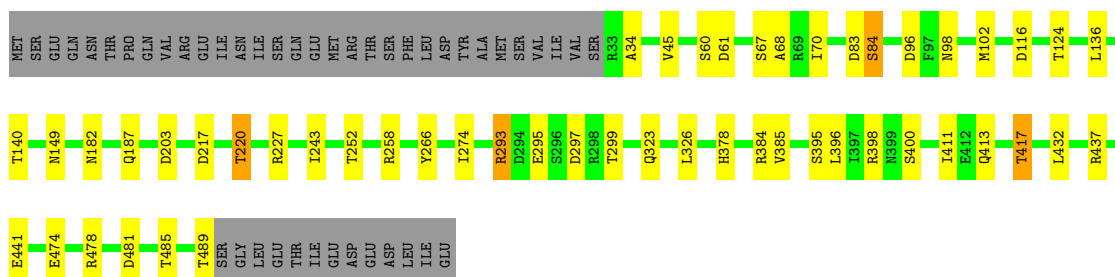 MET SER GLU GLN ASN THR PRO GLN VAL ARG GLU ILE ILE ASN ILE ILE SER GLN GLU MET ARG THR SER PHE LEU ASP TYR ALA MET SER VAL ILE VAL SER R33 A34 V45 S60 D61 S67 A68 R69 I70 D83 S84 D96 F97 N98 M102 D116 T124 L136
T140 N149 N182 Q187 D203 D217 T220 R227 I243 T252 R258 Y266 I274 R293 D294 E295 S296 D297 R298 T299 Q323 L326 H378 R384 V385 S395 L396 I397 R398 N399 S400 I411 E412 Q413 T417 L432 R437
E441 E474 R478 D481 T485 T489 SER GLY LEU GLU THR ILE GLU ASP GLU ASP LEU ILE GLU